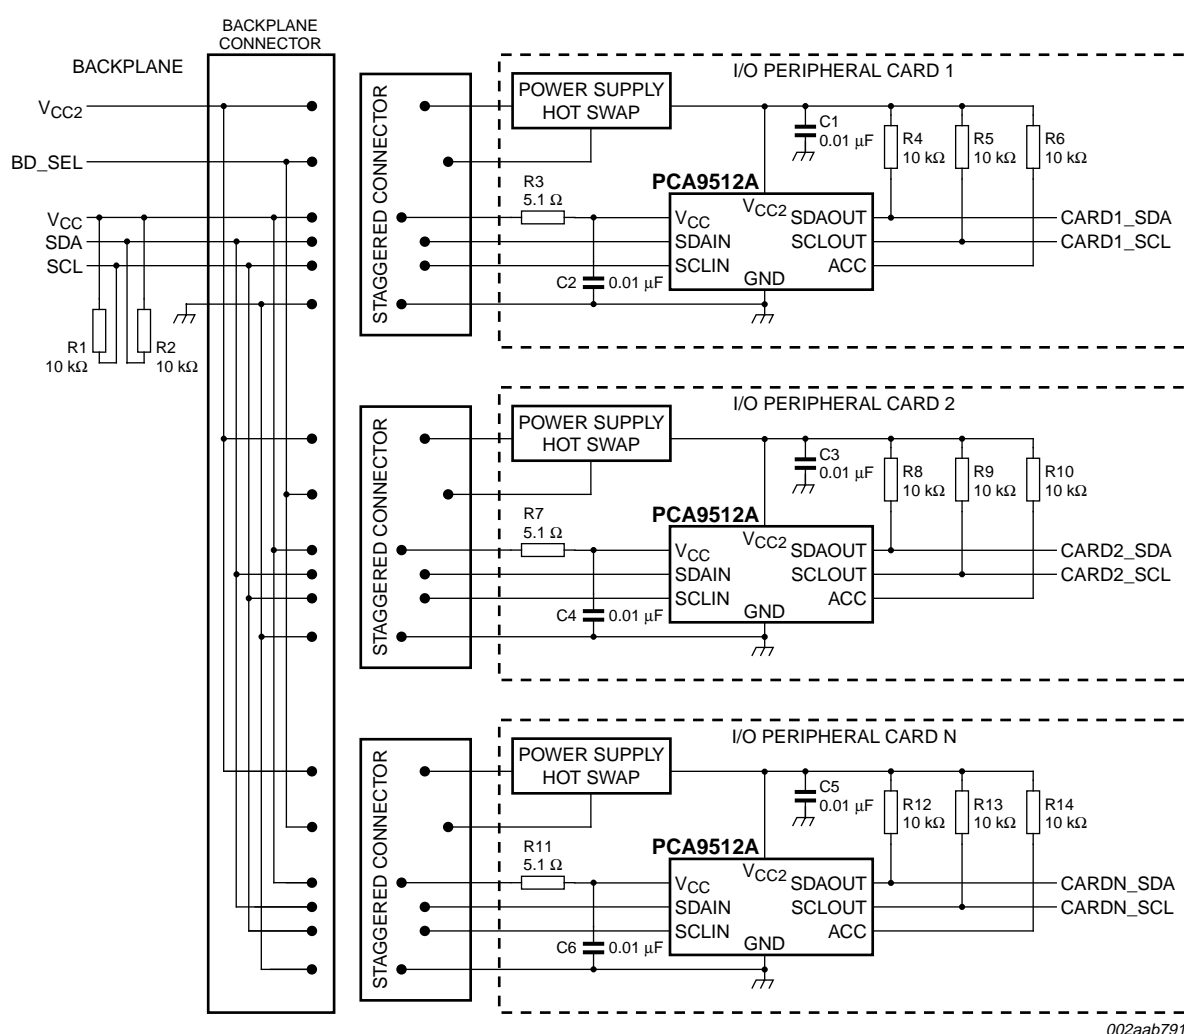 BACKPLANE
CONNECTOR
BACKPLANE
VCC2
BD_SEL
VCC
SDA
SCL
R1
10 kΩ
R2
10 kΩ
STAGGERED CONNECTOR
I/O PERIPHERAL CARD 1
POWER SUPPLY
HOT SWAP
C1
0.01 μF
R4
10 kΩ
R5
10 kΩ
R6
10 kΩ
R3
5.1 Ω
PCA9512A
VCC
VCC2
SDAOUT
CARD1_SDA
SDAIN
SCLOUT
CARD1_SCL
SCLIN
ACC
GND
C2
0.01 μF
STAGGERED CONNECTOR
I/O PERIPHERAL CARD 2
POWER SUPPLY
HOT SWAP
C3
0.01 μF
R8
10 kΩ
R9
10 kΩ
R10
10 kΩ
R7
5.1 Ω
PCA9512A
VCC
VCC2
SDAOUT
CARD2_SDA
SDAIN
SCLOUT
CARD2_SCL
SCLIN
ACC
GND
C4
0.01 μF
STAGGERED CONNECTOR
I/O PERIPHERAL CARD N
POWER SUPPLY
HOT SWAP
C5
0.01 μF
R12
10 kΩ
R13
10 kΩ
R14
10 kΩ
R11
5.1 Ω
PCA9512A
VCC
VCC2
SDAOUT
CARDN_SDA
SDAIN
SCLOUT
CARDN_SCL
SCLIN
ACC
GND
C6
0.01 μF
002aab791